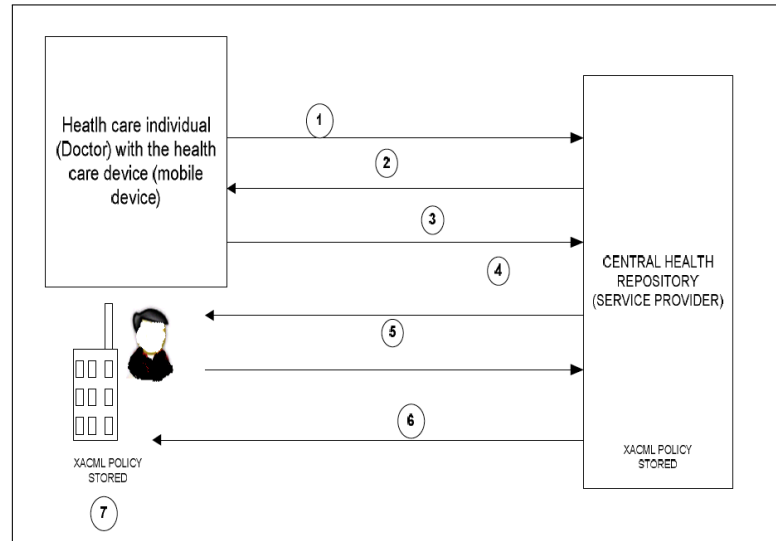 Heatlh care individual
(Doctor) with the health
care device (mobile
device)
1
2
3
4
5
6
CENTRAL HEALTH
REPOSITORY
(SERVICE PROVIDER)
XACML POLICY
STORED
XACML POLICY
STORED
7